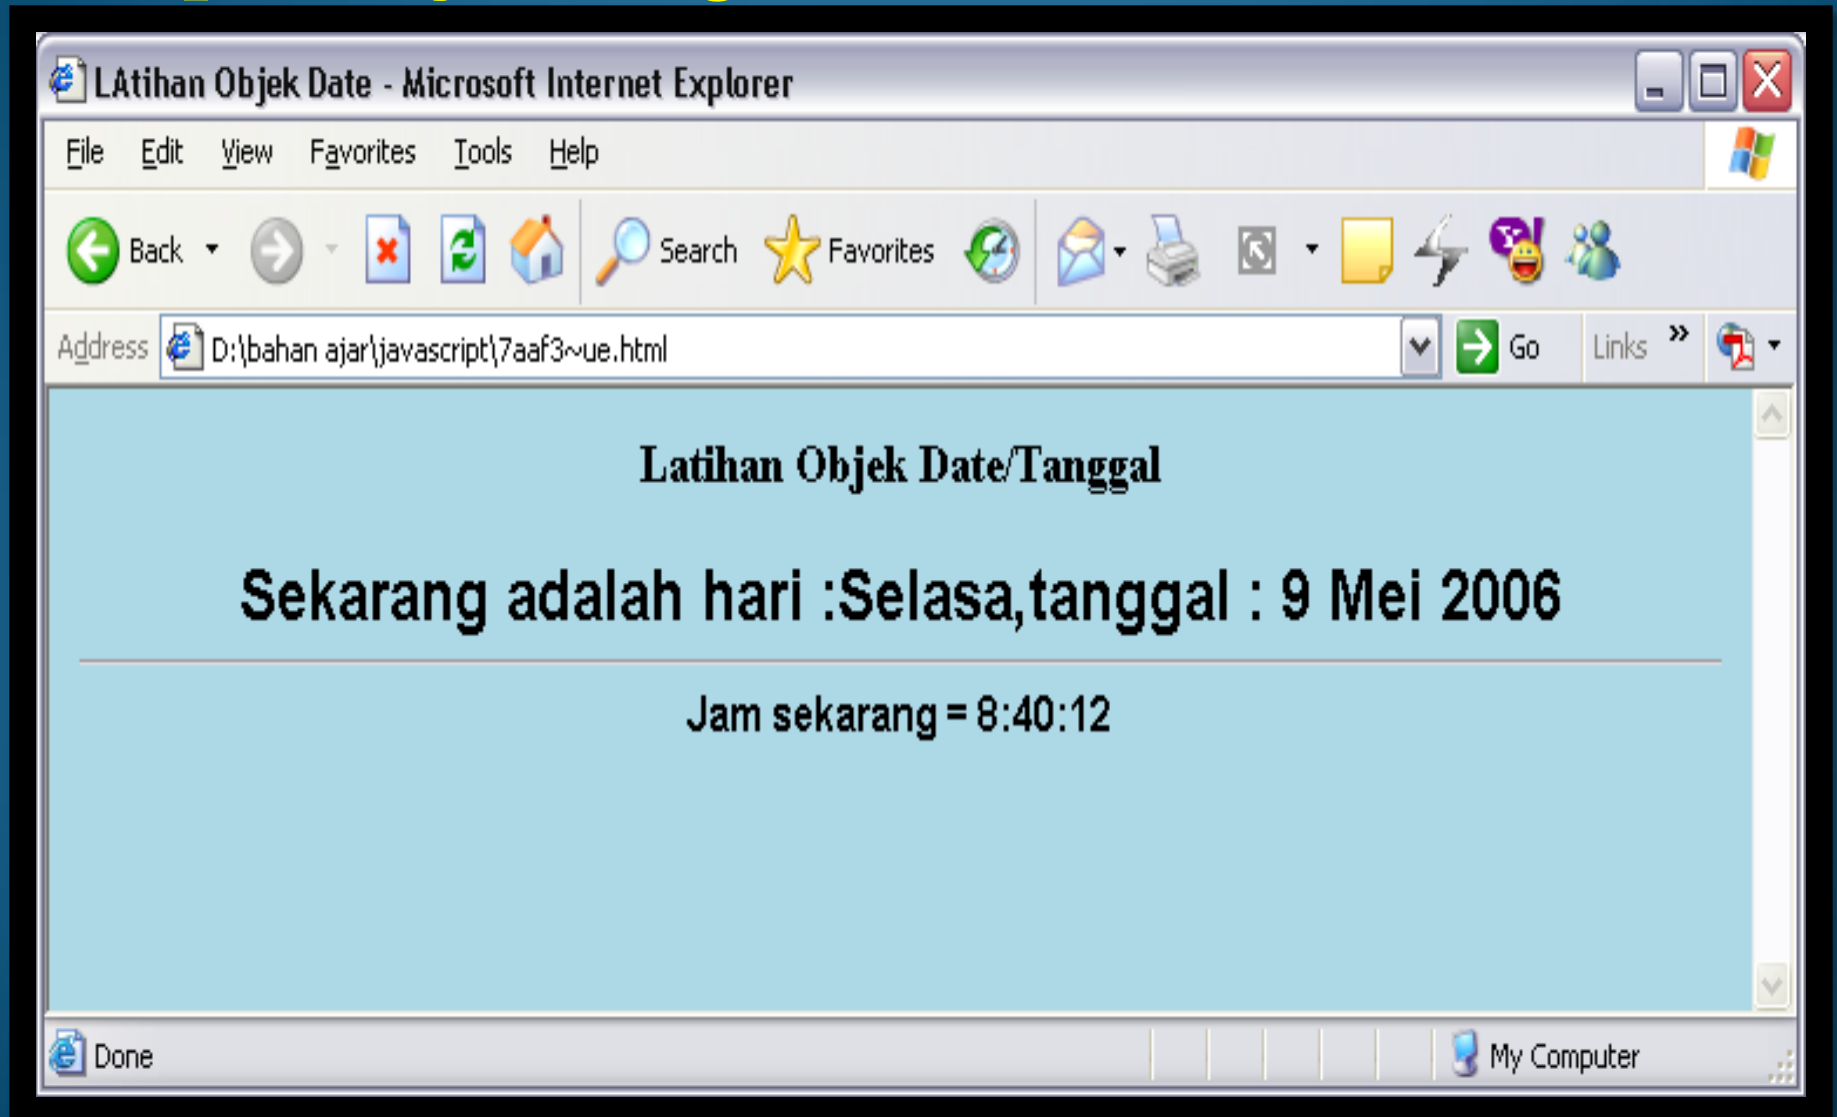 LAtihan Objek Date - Microsoft Internet Explorer
File Edit View Favorites Tools Help
Back Search Favorites
Address D:\bahan ajar\javascript\7aaf3~ue.html Go Links »
Latihan Objek Date/Tanggal
Sekarang adalah hari :Selasa,tanggal : 9 Mei 2006
Jam sekarang = 8:40:12
Done My Computer